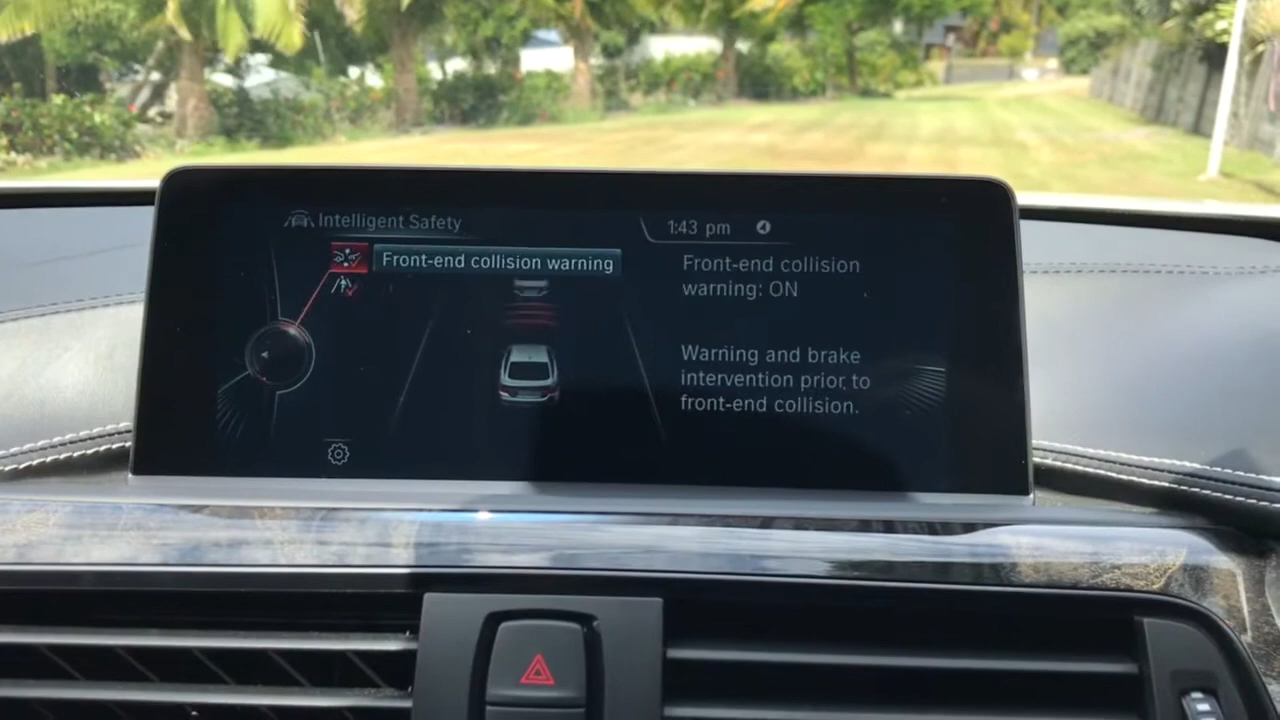 Intelligent Safety
1:43 pm
Front-end collision warning
Front-end collision
warning: ON
Warning and brake
intervention prior to
front-end collision.